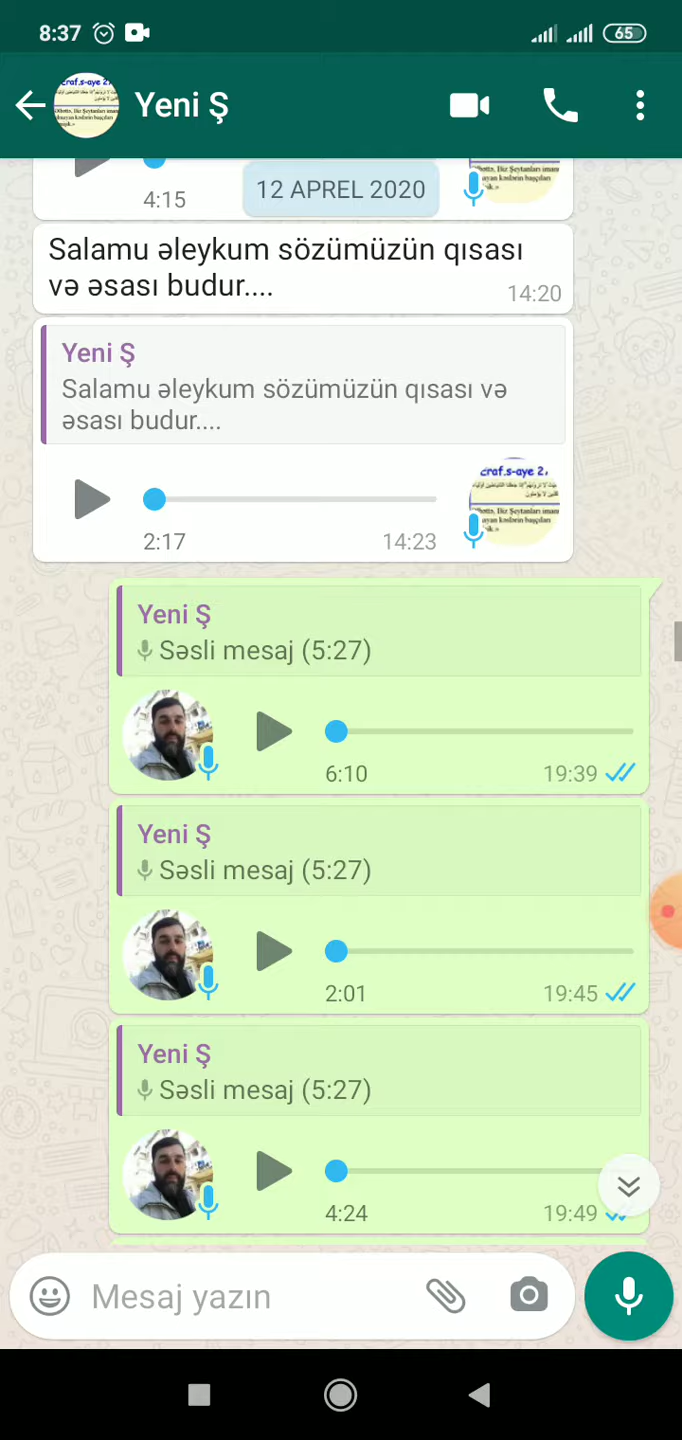 8:37
65
Yeni Ş
4:15
12 APREL 2020
Salamu əleykum sözümüzün qısası
və əsası budur....
14:20
Yeni Ş
Salamu əleykum sözümüzün qısası və
əsası budur....
2:17
14:23
Yeni Ş
Səsli mesaj (5:27)
6:10
19:39
Yeni Ş
Səsli mesaj (5:27)
2:01
19:45
Yeni Ş
Səsli mesaj (5:27)
4:24
19:49
Mesaj yazın